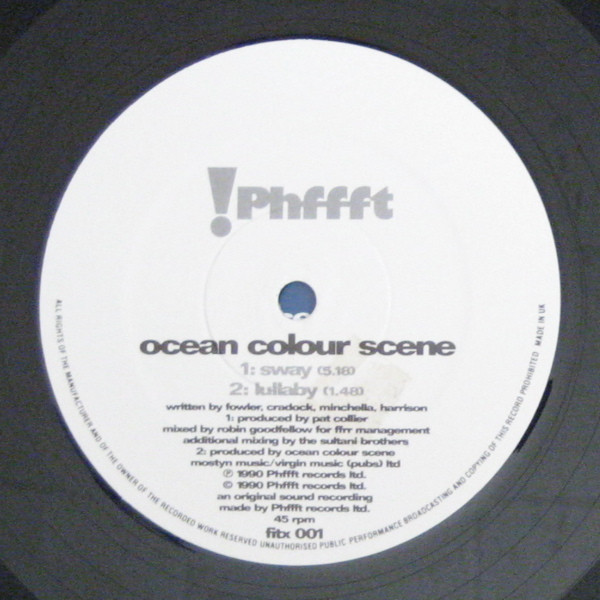 !Phffft
ocean colour scene
1: sway (5.18)
2: lullaby (1.48)
written by fowler, cradock, minchella, harrison
1: produced by pat collier
mixed by robin goodfellow for ffrr management
additional mixing by the sultani brothers
2: produced by ocean colour scene
mostyn music/virgin music (pubs) ltd
℗ 1990 Phffft records ltd.
© 1990 Phffft records ltd.
an original sound recording
made by Phffft records ltd.
45 rpm
fitx 001
ALL RIGHTS OF THE MANUFACTURER AND OF THE OWNER OF THE RECORDED WORK RESERVED UNAUTHORISED PUBLIC PERFORMANCE BROADCASTING AND COPYING OF THIS RECORD PROHIBITED MADE IN UK